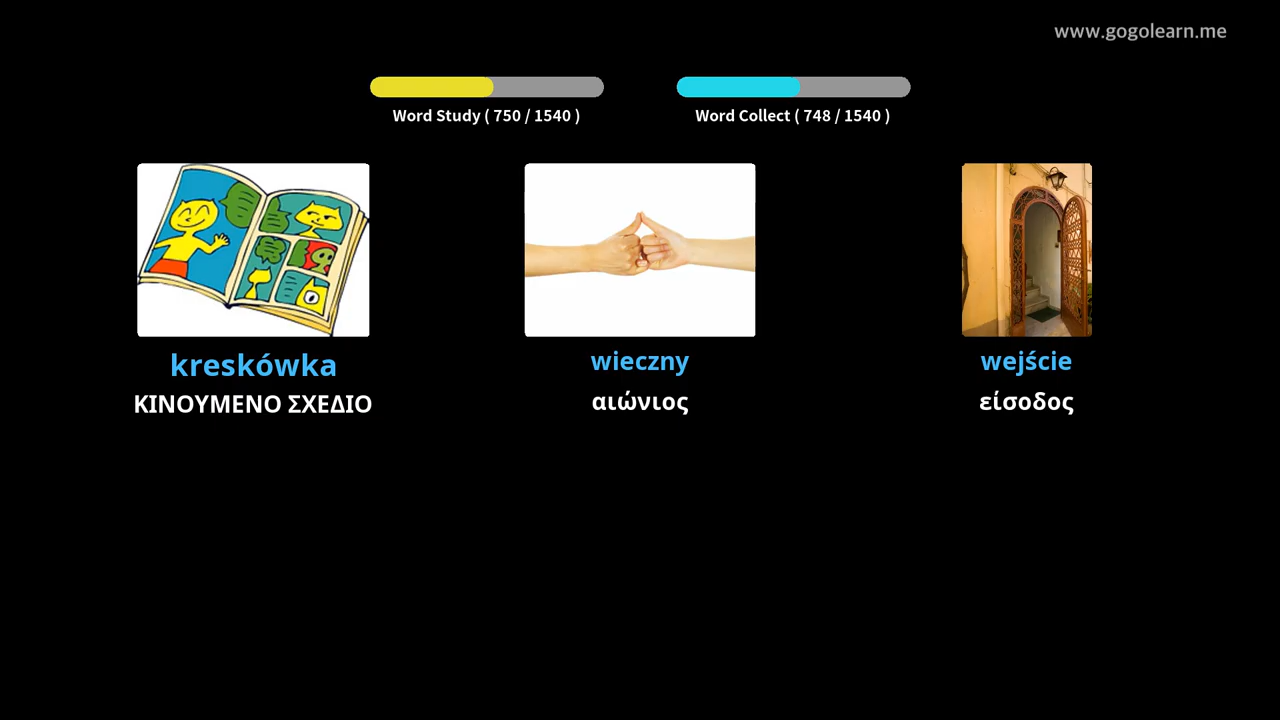 www.gogolearn.me
Word Study ( 750 / 1540 )
Word Collect ( 748 / 1540 )
kreskówka
ΚΙΝΟΥΜΕΝΟ ΣΧΕΔΙΟ
wieczny
αιώνιος
wejście
είσοδος